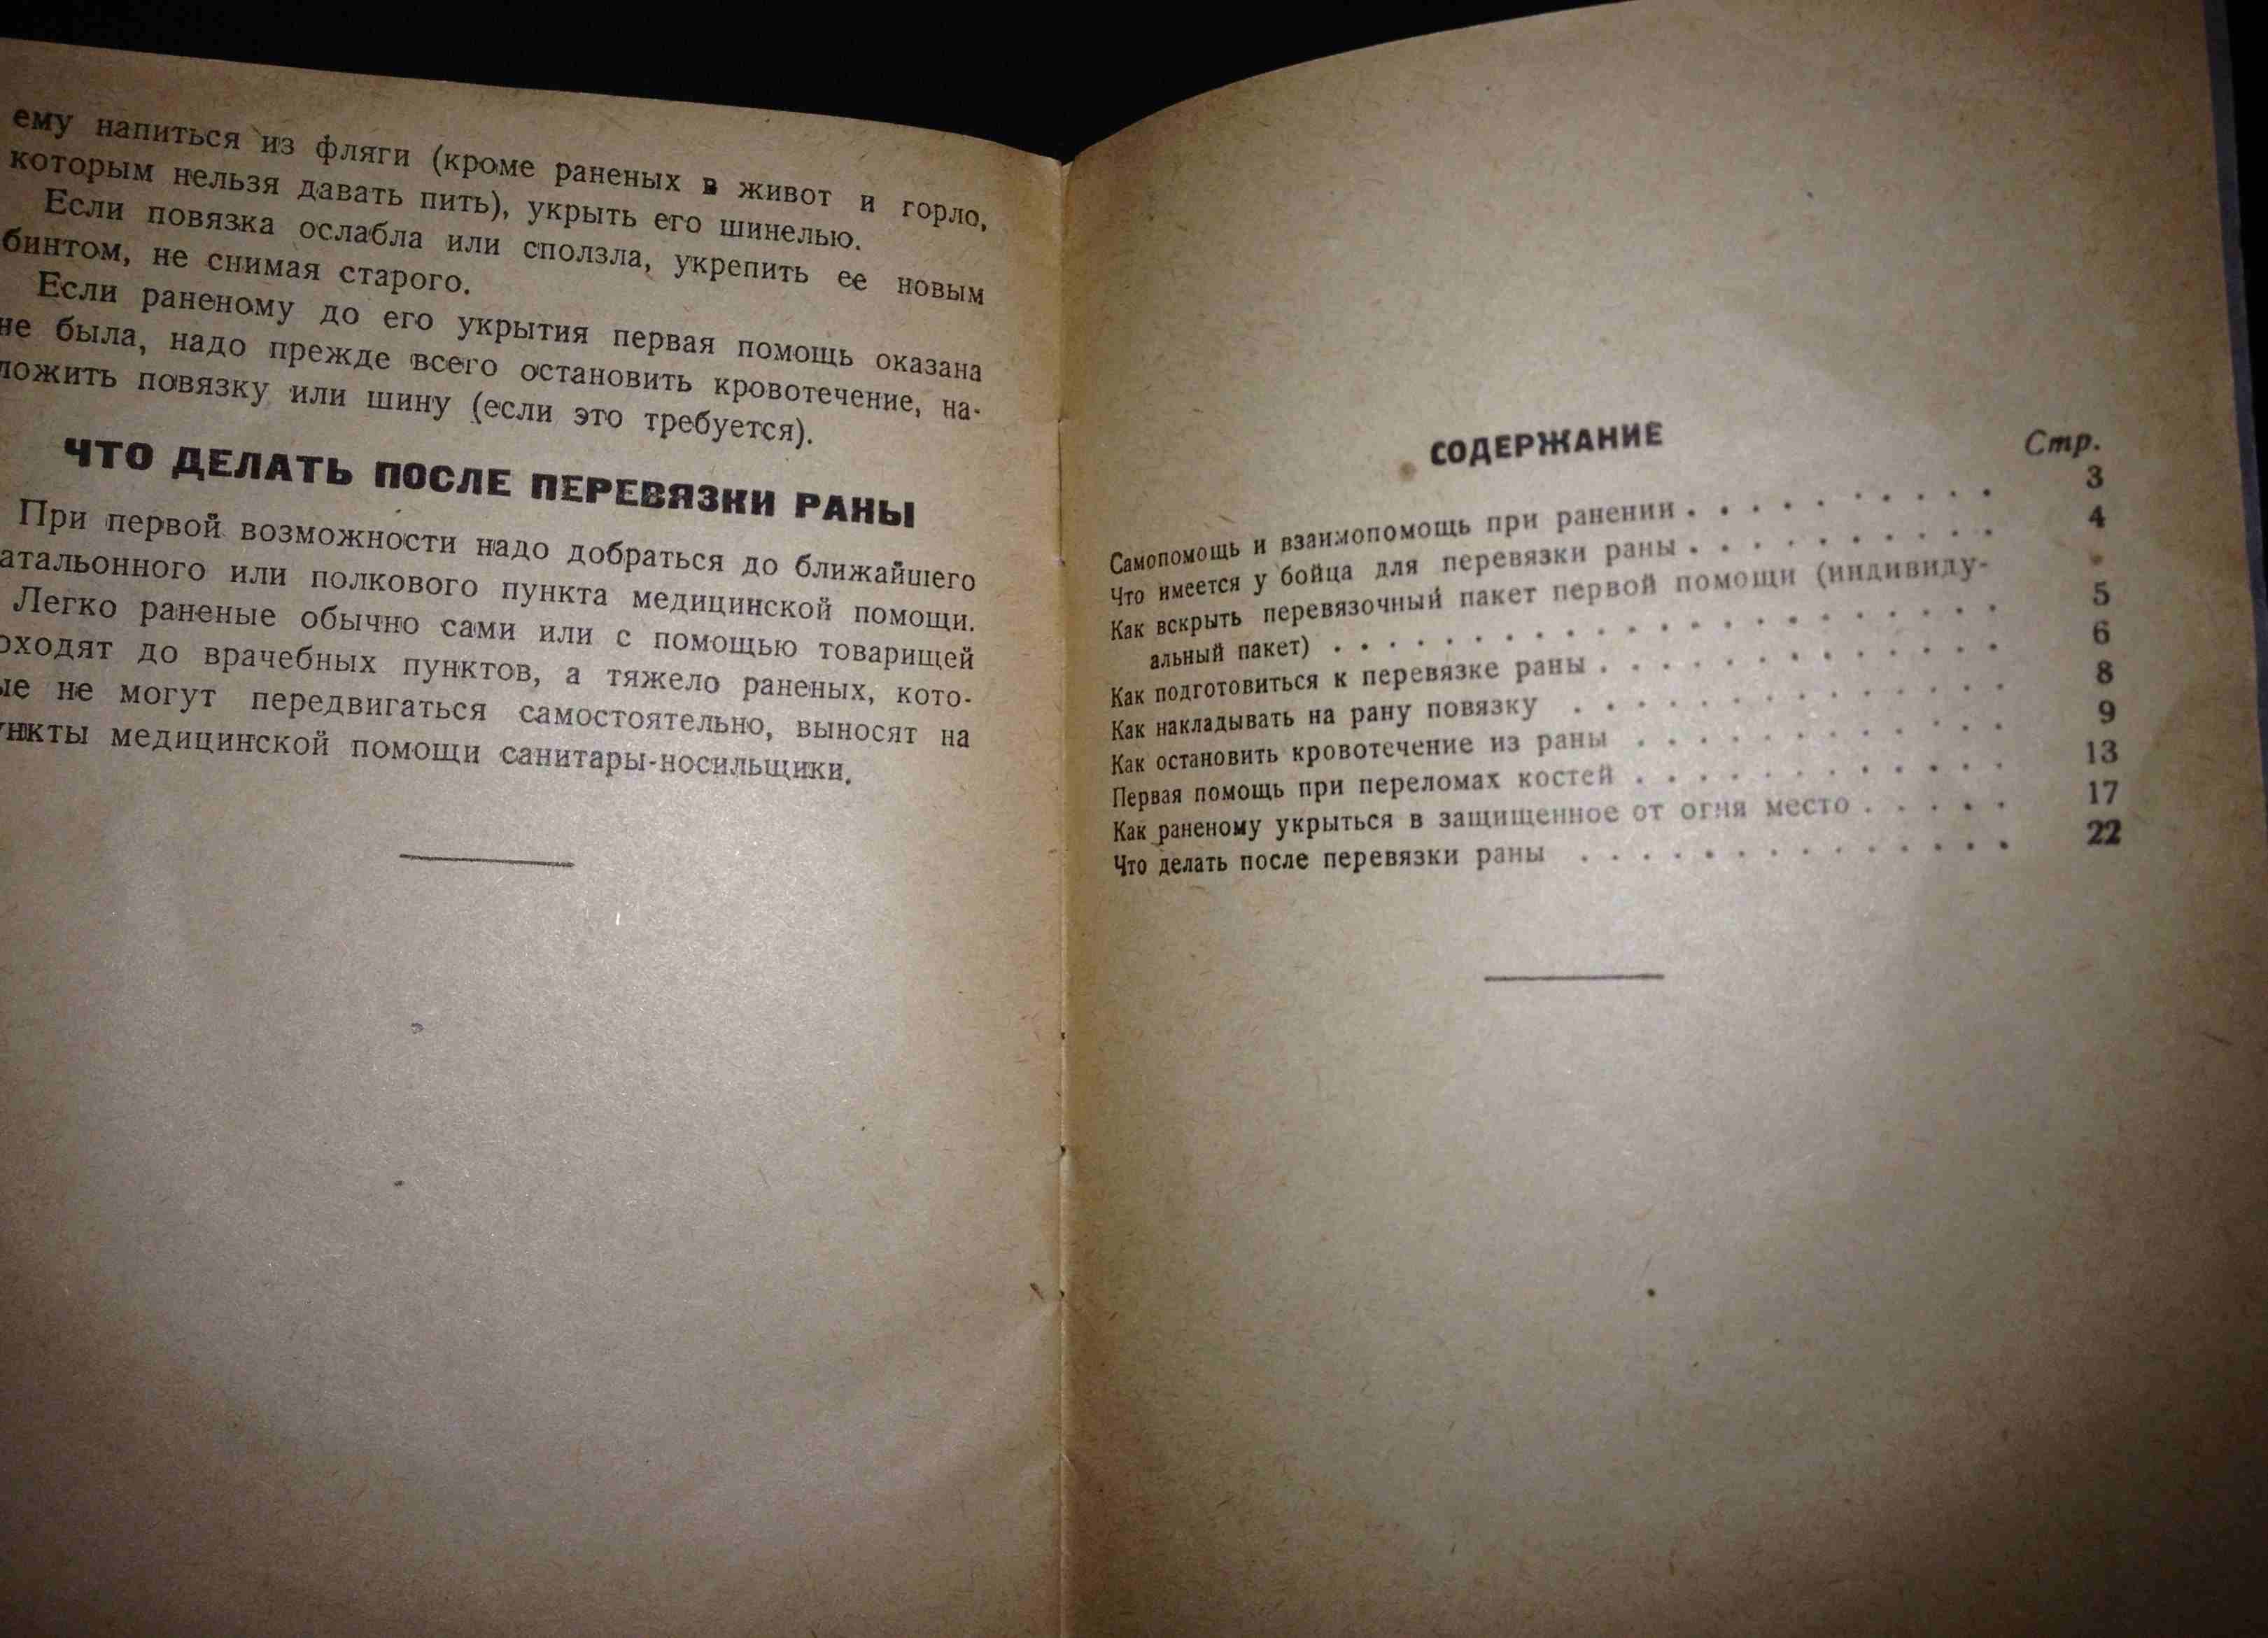 ему напиться из фляги (кроме раненых в живот и горло,
которым нельзя давать пить), укрыть его шинелью.
Если повязка ослабла или сползла, укрепить ее новым
бинтом, не снимая старого.
Если раненому до его укрытия первая помощь оказана
не была, надо прежде всего остановить кровотечение, на-
ложить повязку или шину (если это требуется).
ЧТО ДЕЛАТЬ ПОСЛЕ ПЕРЕВЯЗКИ РАНЫ
При первой возможности надо добраться до ближайшего
атальонного или полкового пункта медицинской помощи.
Легко раненые обычно сами или с помощью товарищей
оходят до врачебных пунктов, а тяжело раненых, кото-
ые не могут передвигаться самостоятельно, выносят на
ункты медицинской помощи санитары-носильщики.
СОДЕРЖАНИЕ
Стр.
Самопомощь и взаимопомощь при ранении . . . . . . . . . . 3
Что имеется у бойца для перевязки раны . . . . . . . . . . 4
Как вскрыть перевязочный пакет первой помощи (индивиду-
альный пакет) . . . . . . . . . . . . . . . . . . . . 5
Как подготовиться к перевязке раны . . . . . . . . . . . . . 6
Как накладывать на рану повязку . . . . . . . . . . . . . . 8
Как остановить кровотечение из раны . . . . . . . . . . . . 9
Первая помощь при переломах костей . . . . . . . . . . . . 13
Как раненому укрыться в защищенное от огня место . . . . . 17
Что делать после перевязки раны . . . . . . . . . . . . . . 22